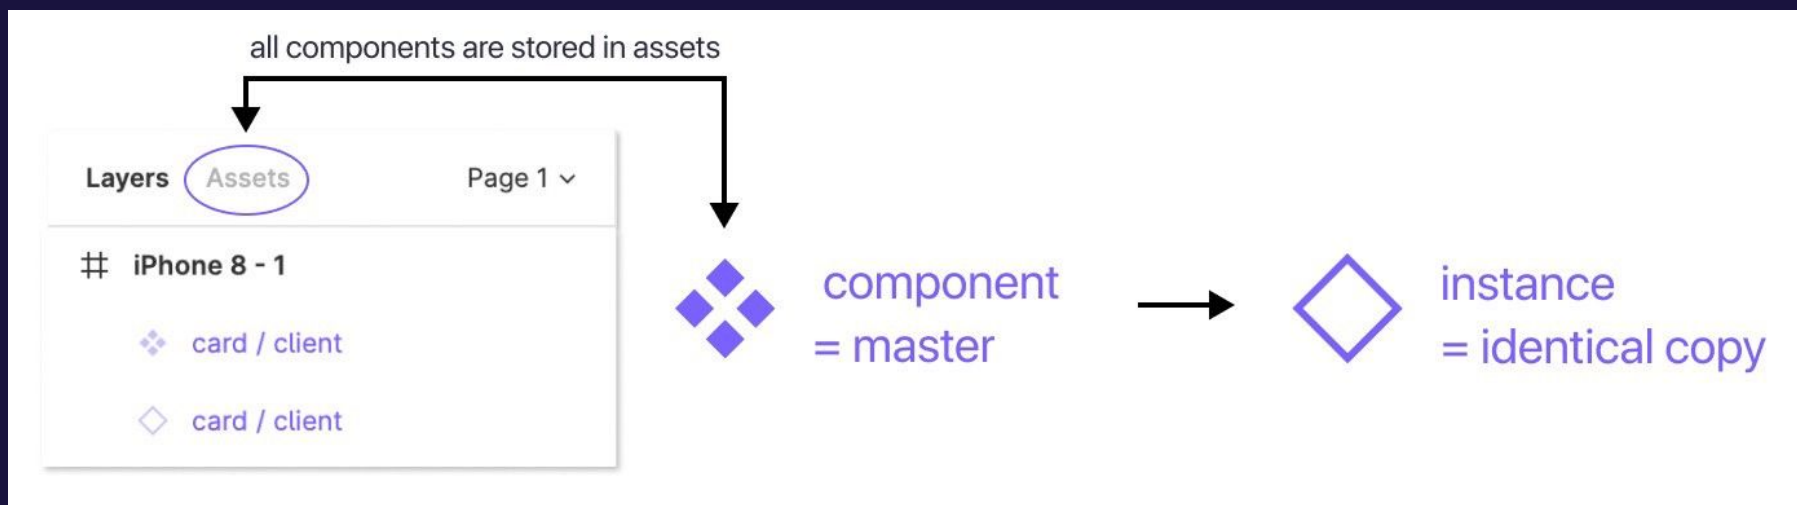 all components are stored in assets
Layers Assets Page 1
iPhone 8 - 1
card / client
card / client
component
= master
instance
= identical copy